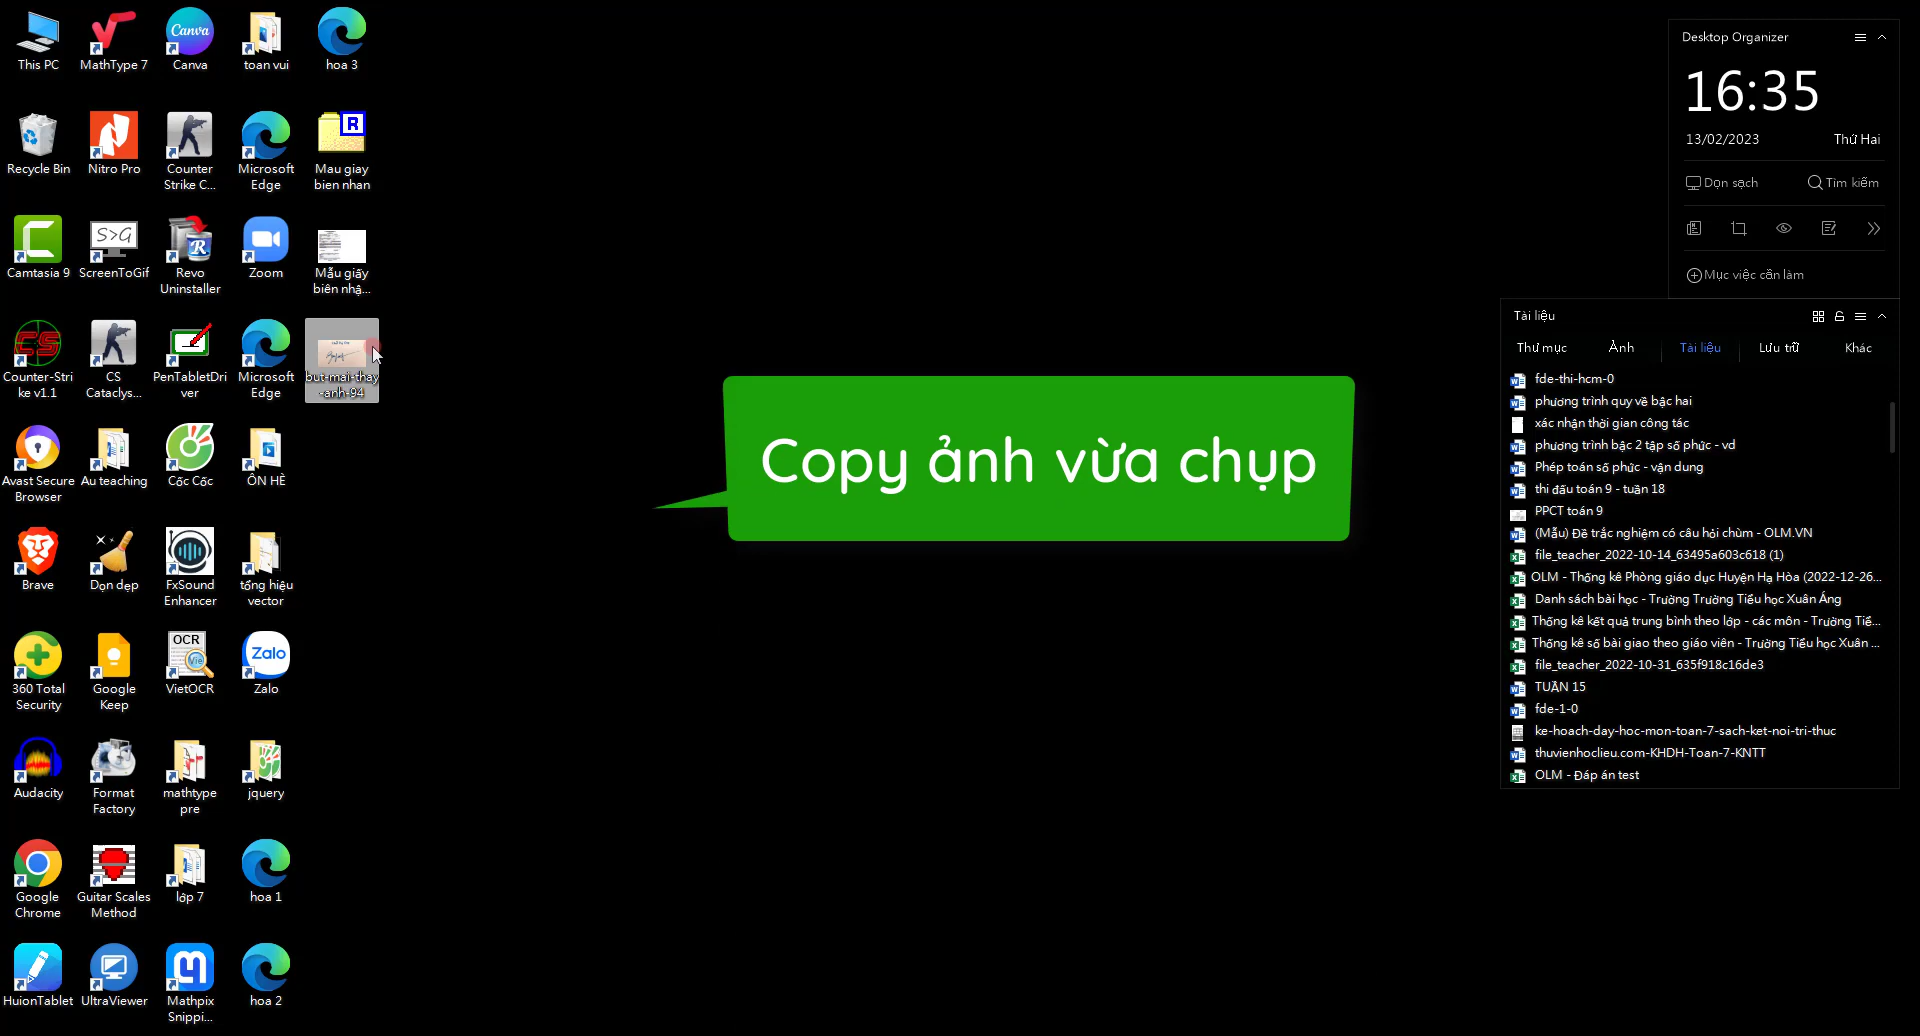 This PC
MathType 7
Canva
toan vui
hoa 3
Recycle Bin
Nitro Pro
Counter
Strike C...
Microsoft
Edge
Mau giay
bien nhan
Camtasia 9
ScreenToGif
Revo
Uninstaller
Zoom
Mẫu giấy
biên nhậ...
Counter-Stri
ke v1.1
CS
Cataclys...
PenTabletDri
ver
Microsoft
Edge
but-mai-thay
-anh-94
Avast Secure
Browser
Au teaching
Cốc Cốc
ÔN HÈ
Brave
Dọn dẹp
FxSound
Enhancer
tổng hiệu
vector
360 Total
Security
Google
Keep
OCR
Vie
VietOCR
Zalo
Zalo
Audacity
Format
Factory
mathtype
pre
jquery
Google
Chrome
Guitar Scales
Method
lớp 7
hoa 1
HuionTablet
UltraViewer
Mathpix
Snippi...
hoa 2
Copy ảnh vừa chụp
Desktop Organizer
16:35
13/02/2023 Thứ Hai
Dọn sạch Tìm kiếm
Mục việc cần làm
Tài liệu
Thư mục Ảnh Tài liệu Lưu trữ Khác
fde-thi-hcm-0
phương trình quy về bậc hai
xác nhận thời gian công tác
phương trình bậc 2 tập số phức - vd
Phép toán số phức - vận dung
thi đấu toán 9 - tuần 18
PPCT toán 9
(Mẫu) Đề trắc nghiệm có câu hỏi chùm - OLM.VN
file_teacher_2022-10-14_63495a603c618 (1)
OLM - Thống kê Phòng giáo dục Huyện Hạ Hòa (2022-12-26...
Danh sách bài học - Trường Trường Tiểu học Xuân Áng
Thống kê kết quả trung bình theo lớp - các môn - Trường Tiể...
Thống kê số bài giao theo giáo viên - Trường Tiểu học Xuân ...
file_teacher_2022-10-31_635f918c16de3
TUẦN 15
fde-1-0
ke-hoach-day-hoc-mon-toan-7-sach-ket-noi-tri-thuc
thuvienhoclieu.com-KHDH-Toan-7-KNTT
OLM - Đáp án test